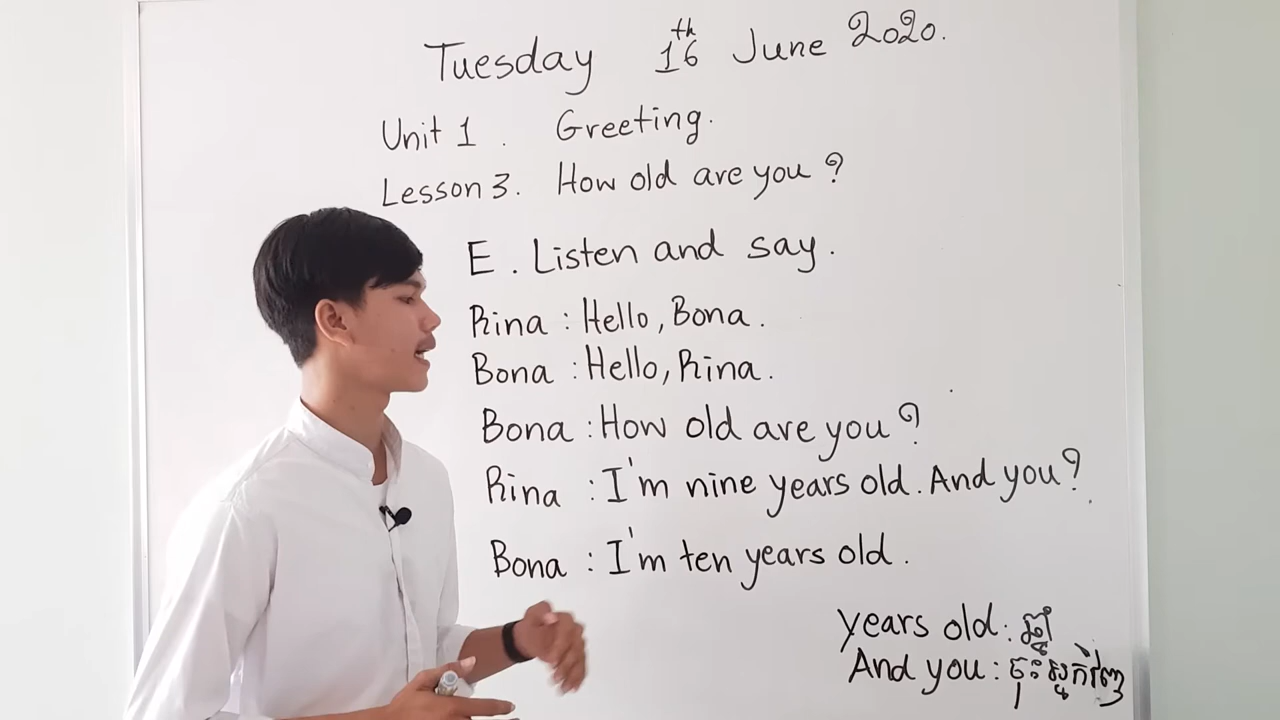 Tuesday 16th June 2020.
Unit 1. Greeting.
Lesson 3. How old are you?
E. Listen and say.
Rina: Hello, Bona.
Bona: Hello, Rina.
Bona: How old are you?
Rina: I'm nine years old. And you?
Bona: I'm ten years old.
years old: ឆ្នាំ
And you: ចុះអ្នកវិញ